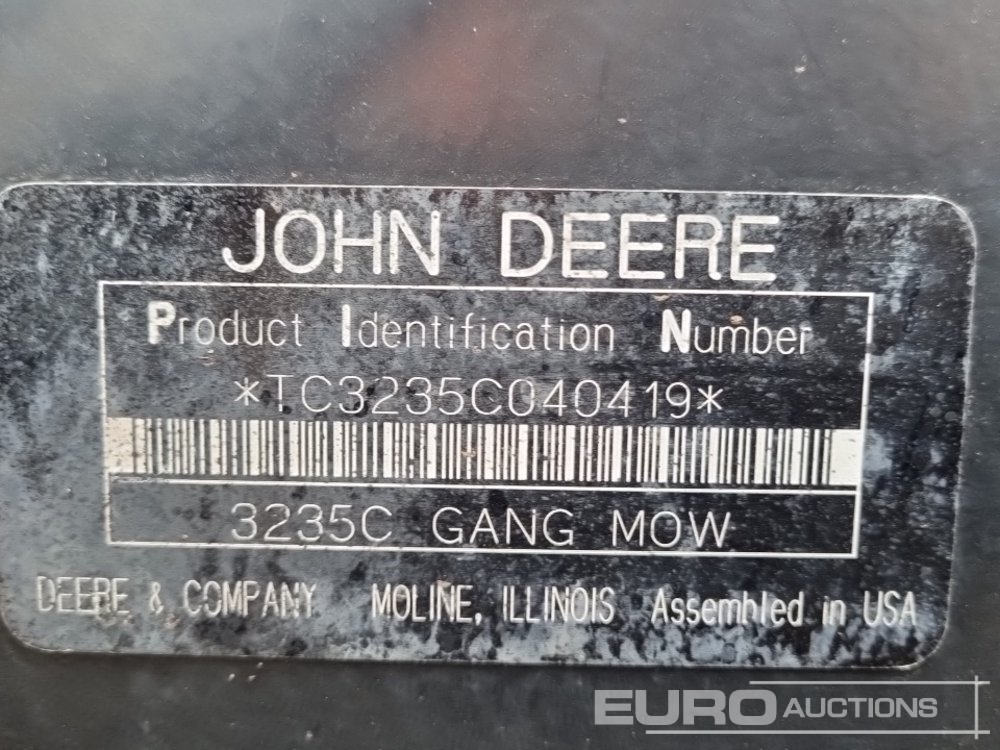 JOHN DEERE
Product Identification Number
*TC3235C040419*
3235C GANG MOW
DEERE & COMPANY MOLINE, ILLINOIS Assembled in USA
EURO AUCTIONS